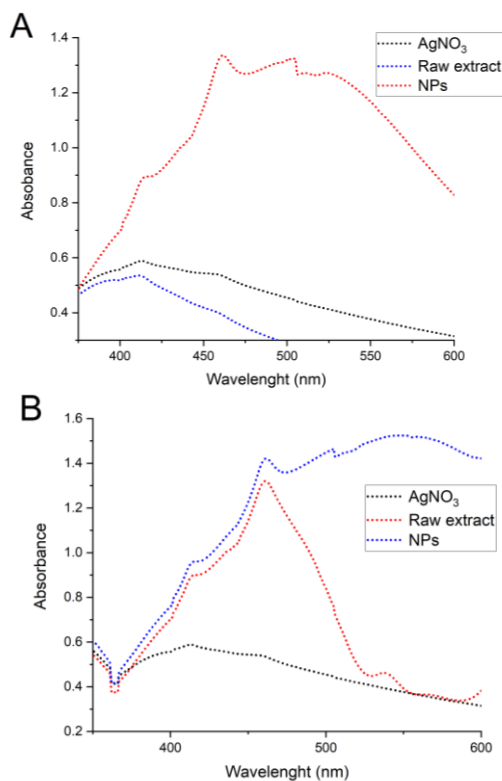 A
AgNO3
Raw extract
NPs
Absobance
1.4
1.2
1.0
0.8
0.6
0.4
400
450
500
550
600
Wavelenght (nm)
B
AgNO3
Raw extract
NPs
Absorbance
1.6
1.4
1.2
1.0
0.8
0.6
0.4
0.2
400
500
600
Wavelenght (nm)